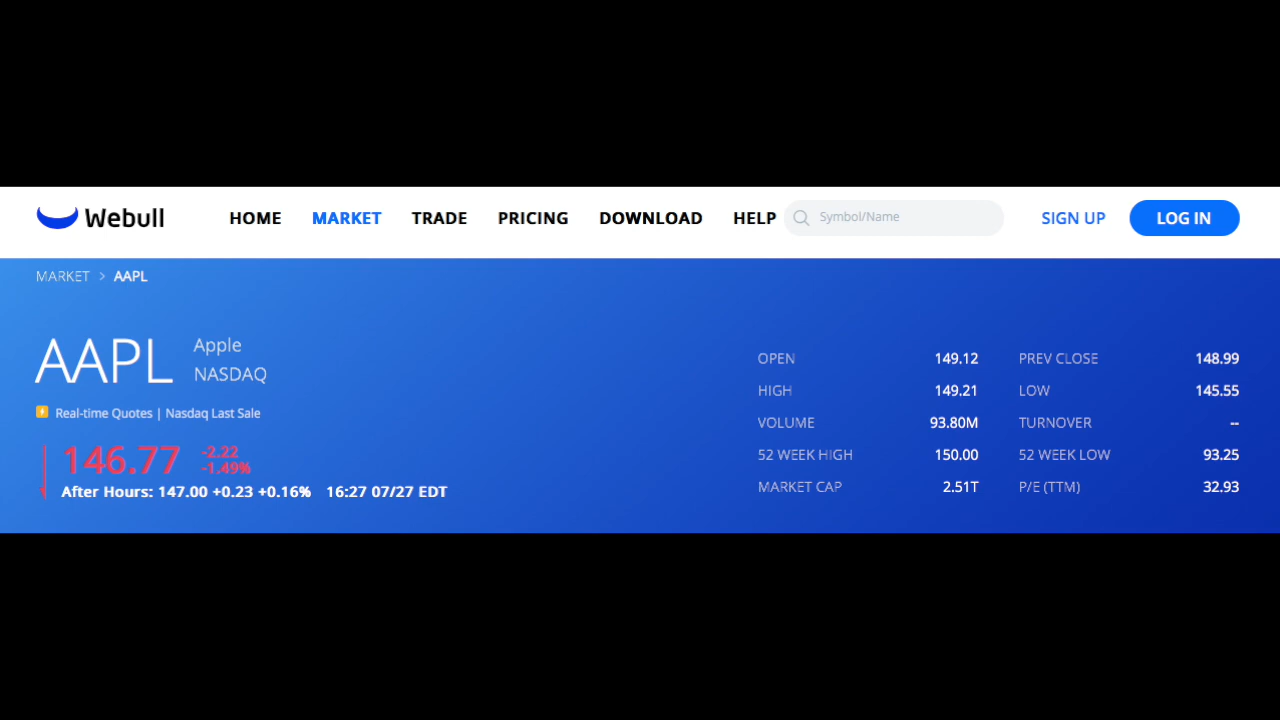 Webull HOME MARKET TRADE PRICING DOWNLOAD HELP Symbol/Name SIGN UP LOG IN
MARKET > AAPL
AAPL
Apple
NASDAQ
Real-time Quotes | Nasdaq Last Sale
146.77
-2.22
-1.49%
After Hours: 147.00 +0.23 +0.16% 16:27 07/27 EDT
OPEN 149.12 PREV CLOSE 148.99
HIGH 149.21 LOW 145.55
VOLUME 93.80M TURNOVER --
52 WEEK HIGH 150.00 52 WEEK LOW 93.25
MARKET CAP 2.51T P/E (TTM) 32.93